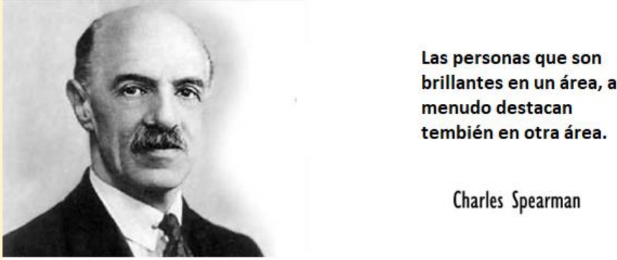 Las personas que son
brillantes en un área, a
menudo destacan
tembién en otra área.
Charles Spearman